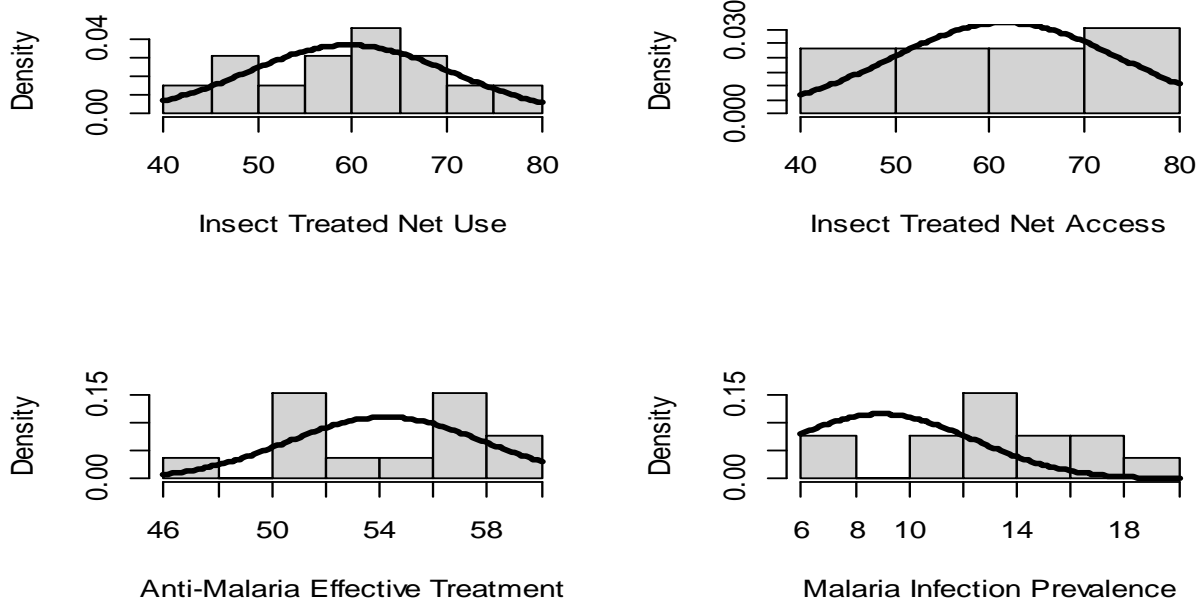 Density
0.00 0.04
40 50 60 70 80
Insect Treated Net Use
Density
0.000 0.030
40 50 60 70 80
Insect Treated Net Access
Density
0.00 0.15
46 50 54 58
Anti-Malaria Effective Treatment
Density
0.00 0.15
6 8 10 14 18
Malaria Infection Prevalence